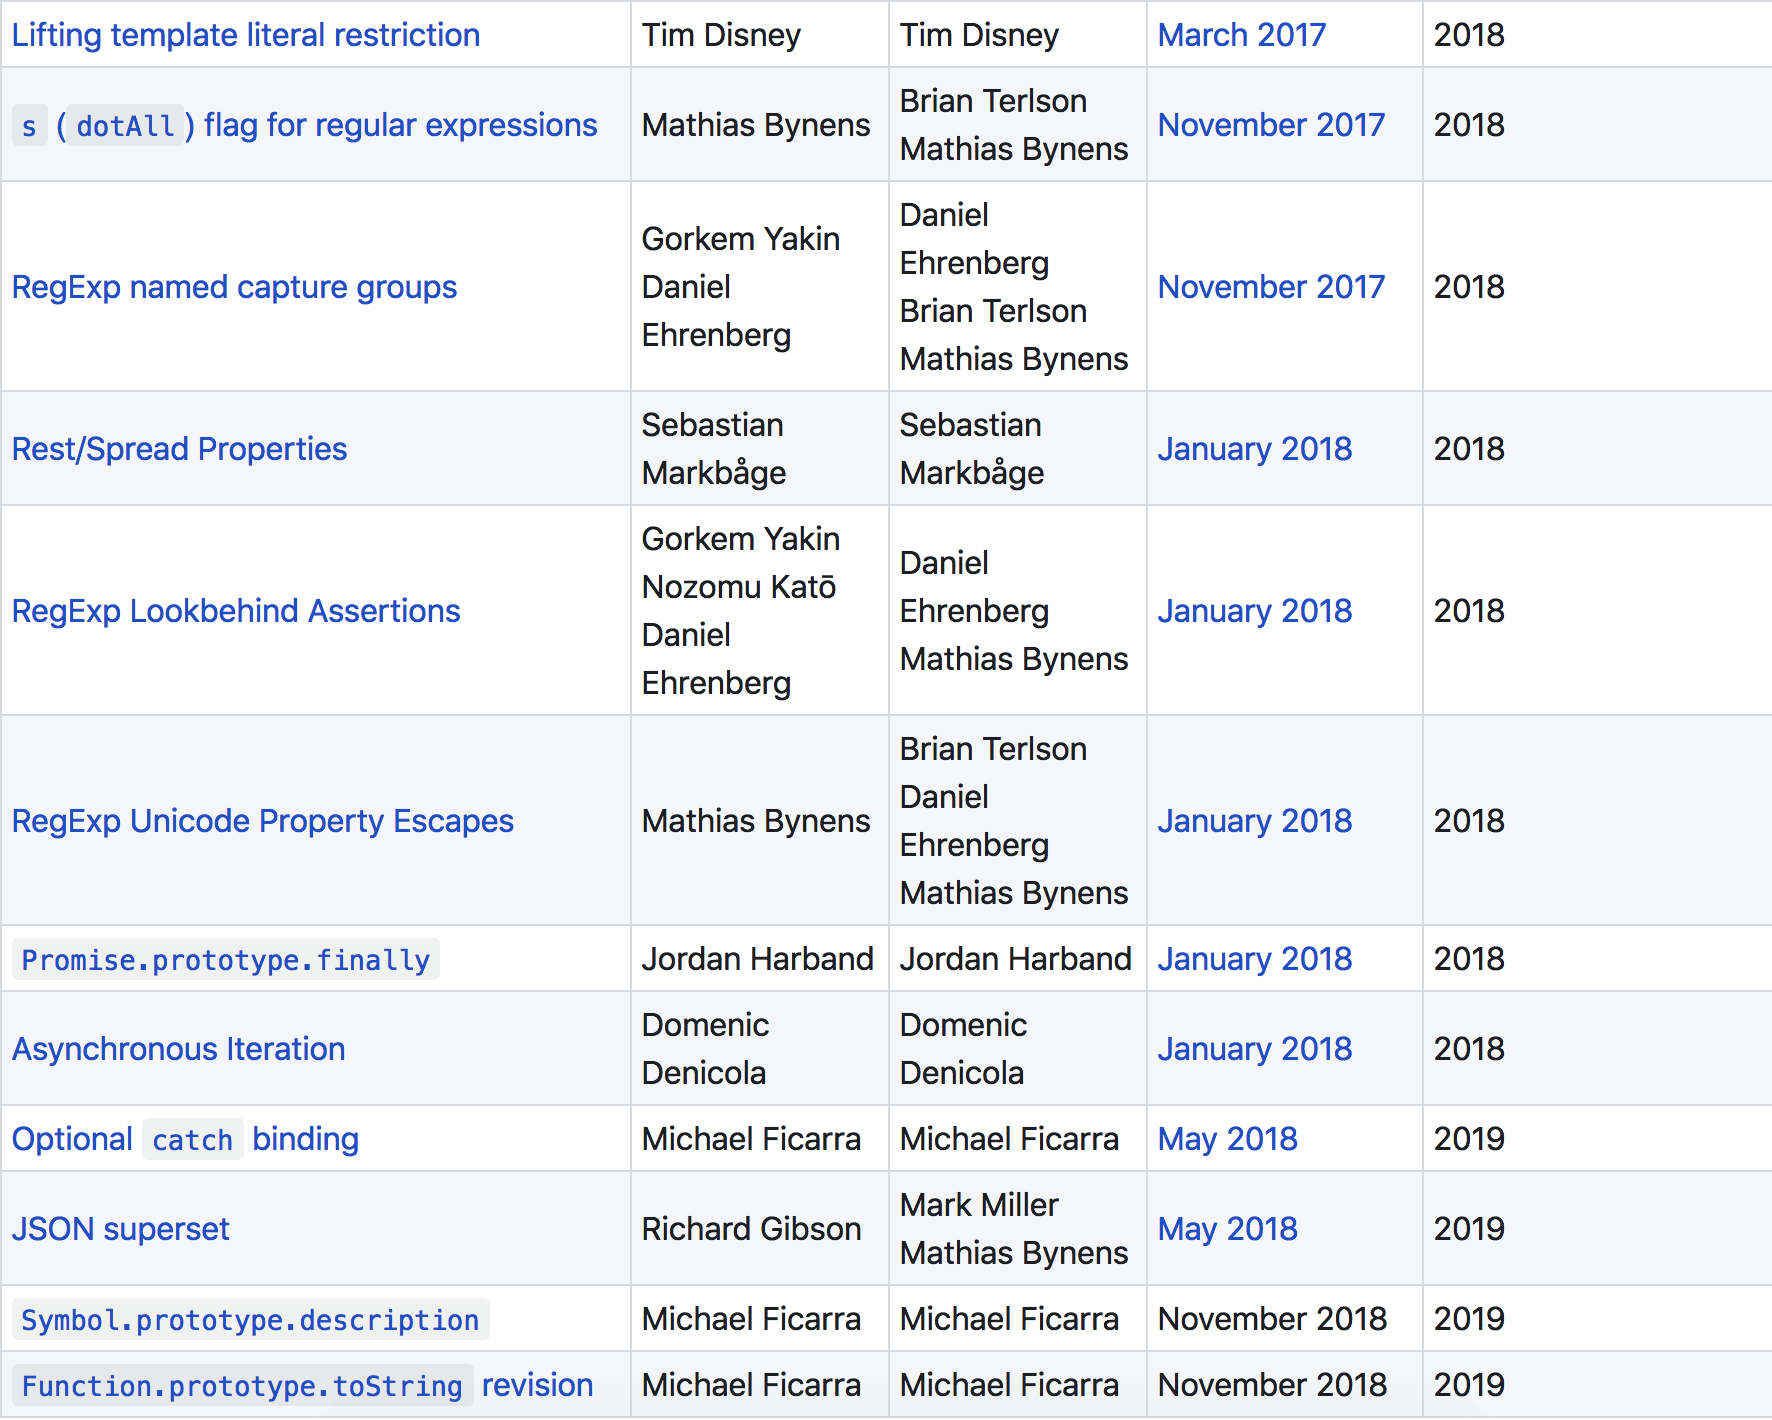 Lifting template literal restriction Tim Disney Tim Disney March 2017 2018
s (dotAll) flag for regular expressions Mathias Bynens Brian Terlson
Mathias Bynens November 2017 2018
RegExp named capture groups Gorkem Yakin
Daniel
Ehrenberg Daniel
Ehrenberg
Brian Terlson
Mathias Bynens November 2017 2018
Rest/Spread Properties Sebastian
Markbåge Sebastian
Markbåge January 2018 2018
RegExp Lookbehind Assertions Gorkem Yakin
Nozomu Katō
Daniel
Ehrenberg Daniel
Ehrenberg
Mathias Bynens January 2018 2018
RegExp Unicode Property Escapes Mathias Bynens Brian Terlson
Daniel
Ehrenberg
Mathias Bynens January 2018 2018
Promise.prototype.finally Jordan Harband Jordan Harband January 2018 2018
Asynchronous Iteration Domenic
Denicola Domenic
Denicola January 2018 2018
Optional catch binding Michael Ficarra Michael Ficarra May 2018 2019
JSON superset Richard Gibson Mark Miller
Mathias Bynens May 2018 2019
Symbol.prototype.description Michael Ficarra Michael Ficarra November 2018 2019
Function.prototype.toString revision Michael Ficarra Michael Ficarra November 2018 2019